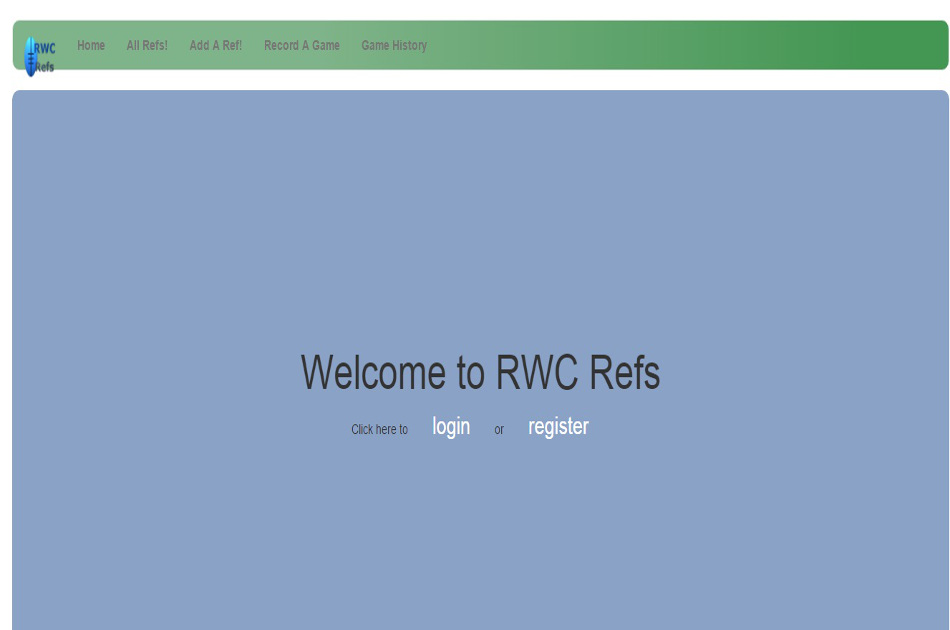 RWC
Refs
Home All Refs! Add A Ref! Record A Game Game History
Welcome to RWC Refs
Click here to login or register